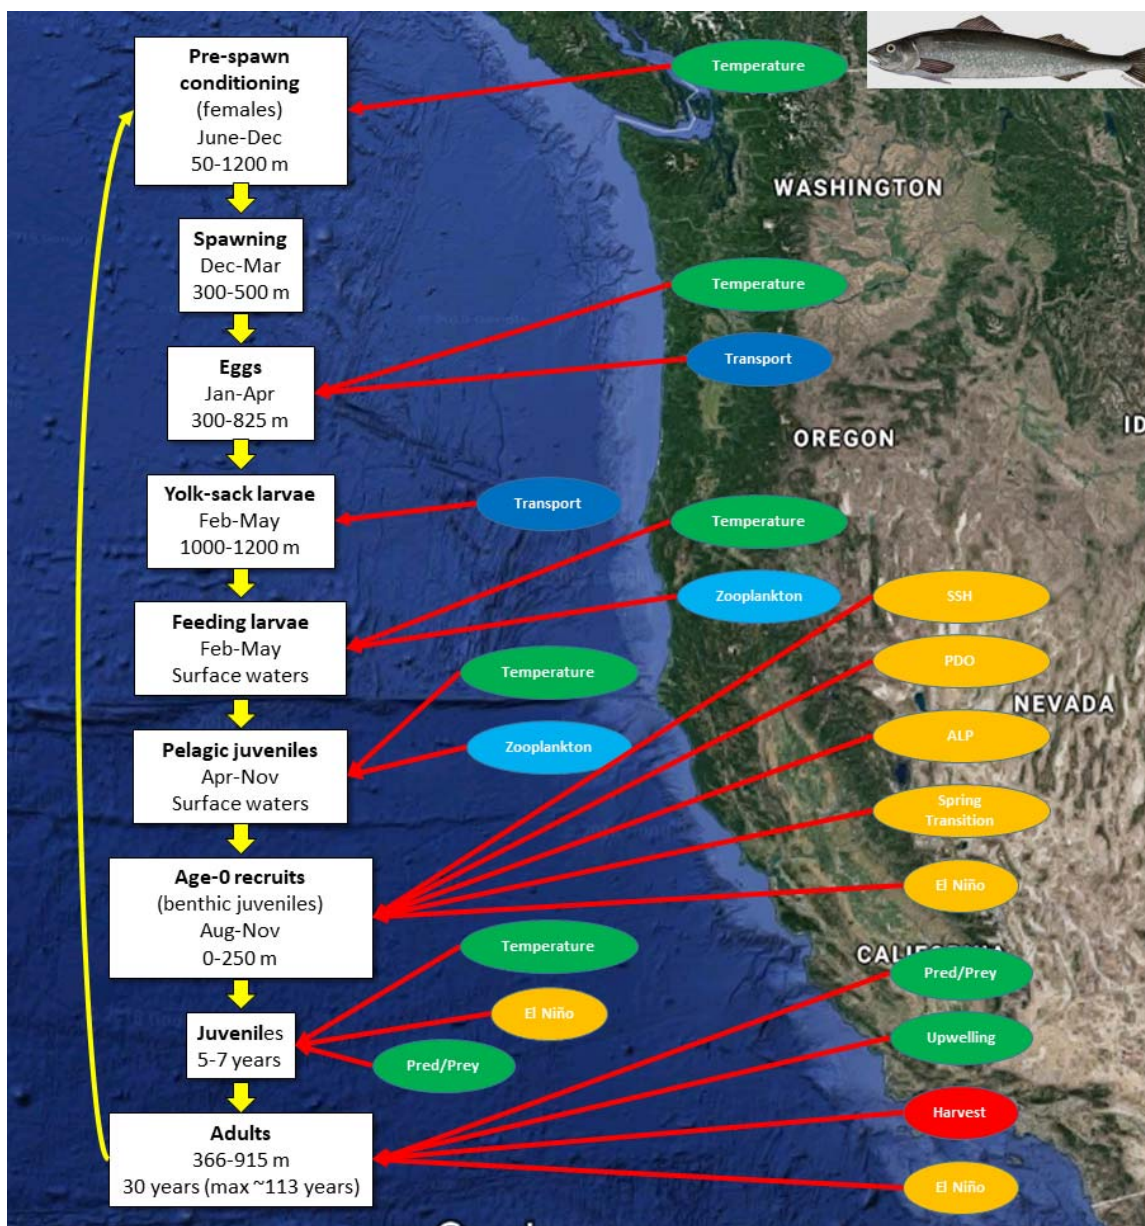 Pre-spawn
conditioning
(females)
June-Dec
50-1200 m
Temperature
WASHINGTON
Spawning
Dec-Mar
300-500 m
Temperature
Eggs
Jan-Apr
300-825 m
Transport
OREGON
ID
Yolk-sack larvae
Feb-May
1000-1200 m
Transport
Temperature
Feeding larvae
Feb-May
Surface waters
Zooplankton
SSH
Temperature
PDO
NEVADA
Pelagic juveniles
Apr-Nov
Surface waters
Zooplankton
ALP
Spring
Transition
Age-0 recruits
(benthic juveniles)
Aug-Nov
0-250 m
El Niño
Temperature
CALIFORNIA
Pred/Prey
Juveniles
5-7 years
El Niño
Pred/Prey
Upwelling
Adults
366-915 m
30 years (max ~113 years)
Harvest
El Niño